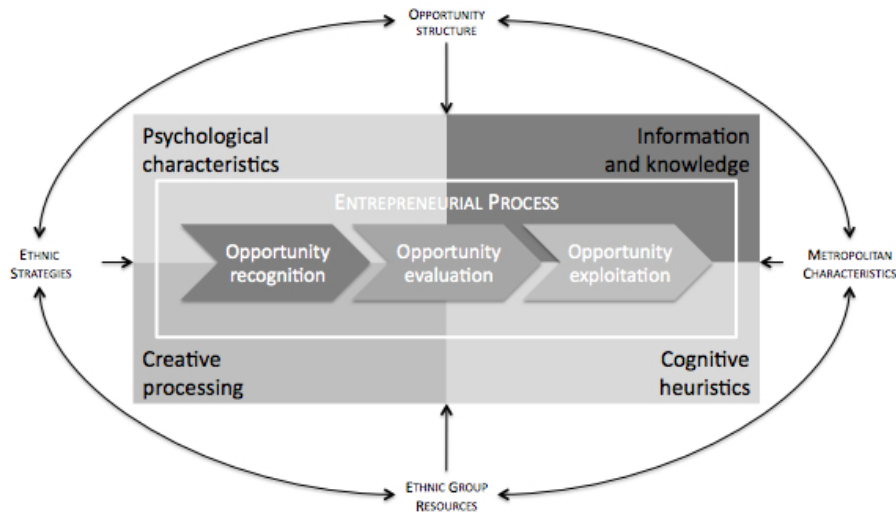 OPPORTUNITY
STRUCTURE
Psychological
characteristics
Information
and knowledge
ENTREPRENEURIAL PROCESS
ETHNIC
STRATEGIES
Opportunity
recognition
Opportunity
evaluation
Opportunity
exploitation
METROPOLITAN
CHARACTERISTICS
Creative
processing
Cognitive
heuristics
ETHNIC GROUP
RESOURCES